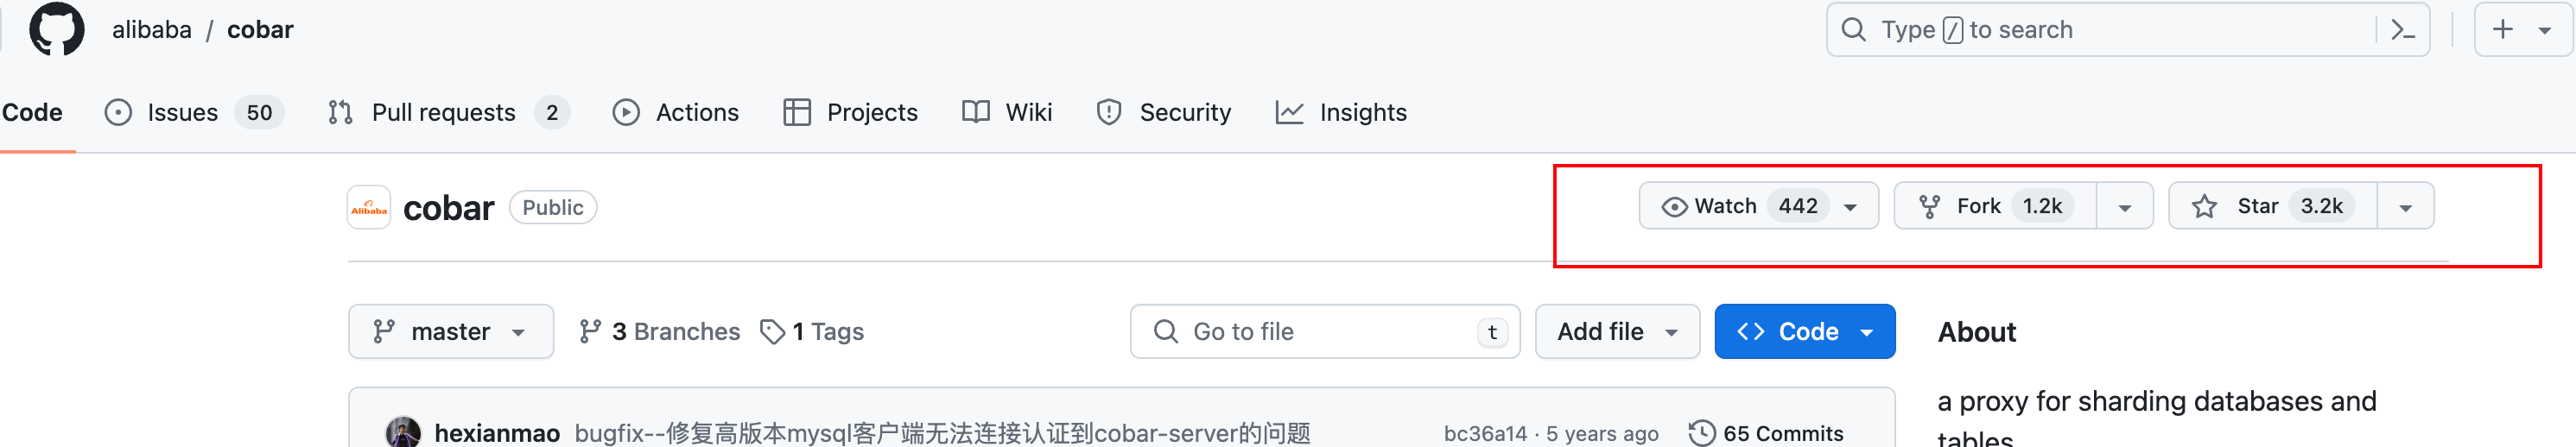 alibaba / cobar
Type / to search
Code Issues 50 Pull requests 2 Actions Projects Wiki Security Insights
Alibaba cobar Public Watch 442 Fork 1.2k Star 3.2k
master 3 Branches 1 Tags Go to file t Add file Code About
a proxy for sharding databases and
tables
hexianmao bugfix--修复高版本mysql客户端无法连接认证到cobar-server的问题 bc36a14 · 5 years ago 65 Commits